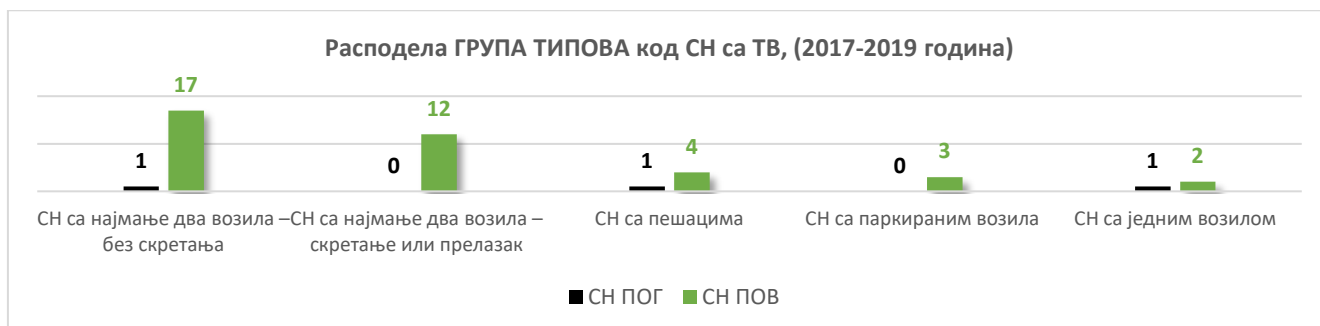 Расподела ГРУПА ТИПОВА код СН са ТВ, (2017-2019 година)
17
12
1
0
1
4
0
3
1
2
СН са најмање два возила –
без скретања
СН са најмање два возила –
скретање или прелазак
СН са пешацима
СН са паркираним возила
СН са једним возилом
СН ПОГ
СН ПОВ